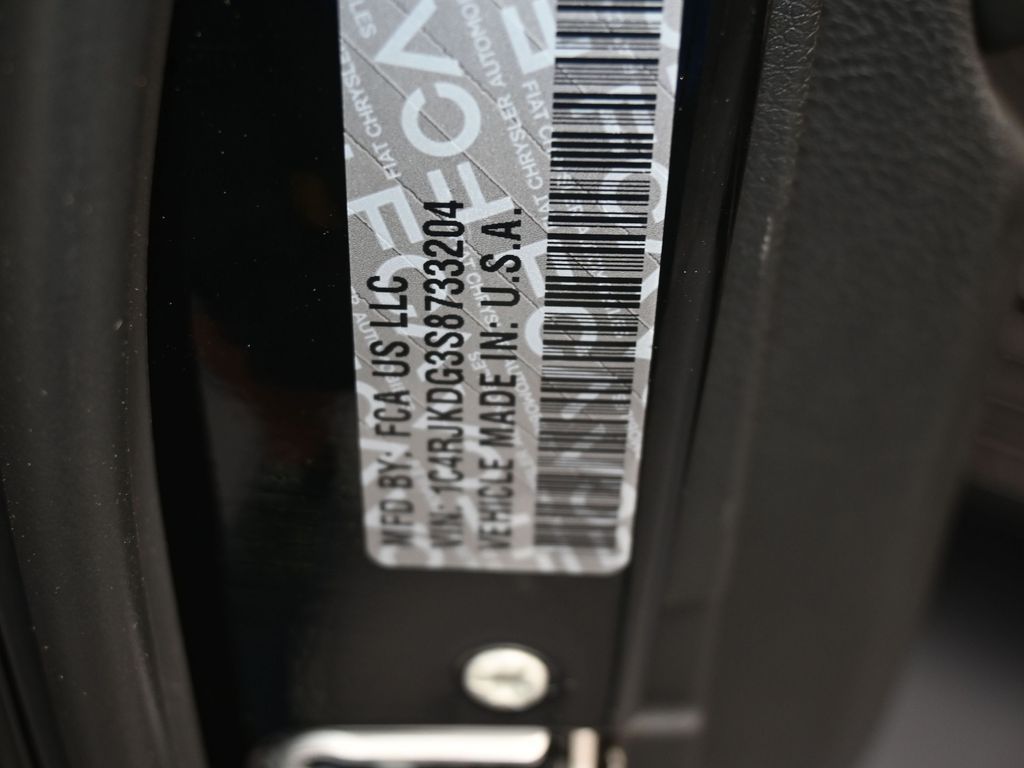 MFD BY: FCA US LLC
VIN: 1C4RJKDG3S8733204
VEHICLE MADE IN: U.S.A.